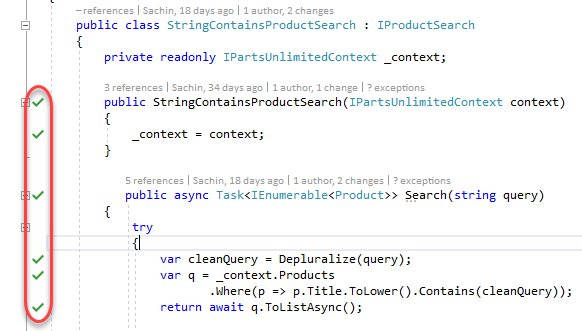 – references | Sachin, 18 days ago | 1 author, 2 changes
public class StringContainsProductSearch : IProductSearch
{
private readonly IPartsUnlimitedContext _context;
3 references | Sachin, 34 days ago | 1 author, 1 change | ? exceptions
public StringContainsProductSearch(IPartsUnlimitedContext context)
{
_context = context;
}
5 references | Sachin, 18 days ago | 1 author, 2 changes | ? exceptions
public async Task<IEnumerable<Product>> Search(string query)
{
try
{
var cleanQuery = Depluralize(query);
var q = _context.Products
.Where(p => p.Title.ToLower().Contains(cleanQuery));
return await q.ToListAsync();